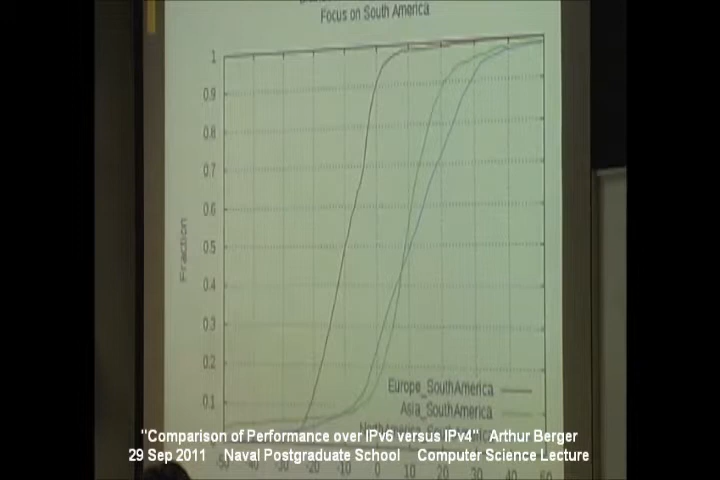 Focus on South America
1
0.9
0.8
0.7
0.6
0.5
0.4
0.3
0.2
0.1
Fraction
Europe_SouthAmerica
Asia_SouthAmerica
"Comparison of Performance over IPv6 versus IPv4" Arthur Berger
29 Sep 2011 Naval Postgraduate School Computer Science Lecture
-40 -30 -20 -10 0 10 20 30 40